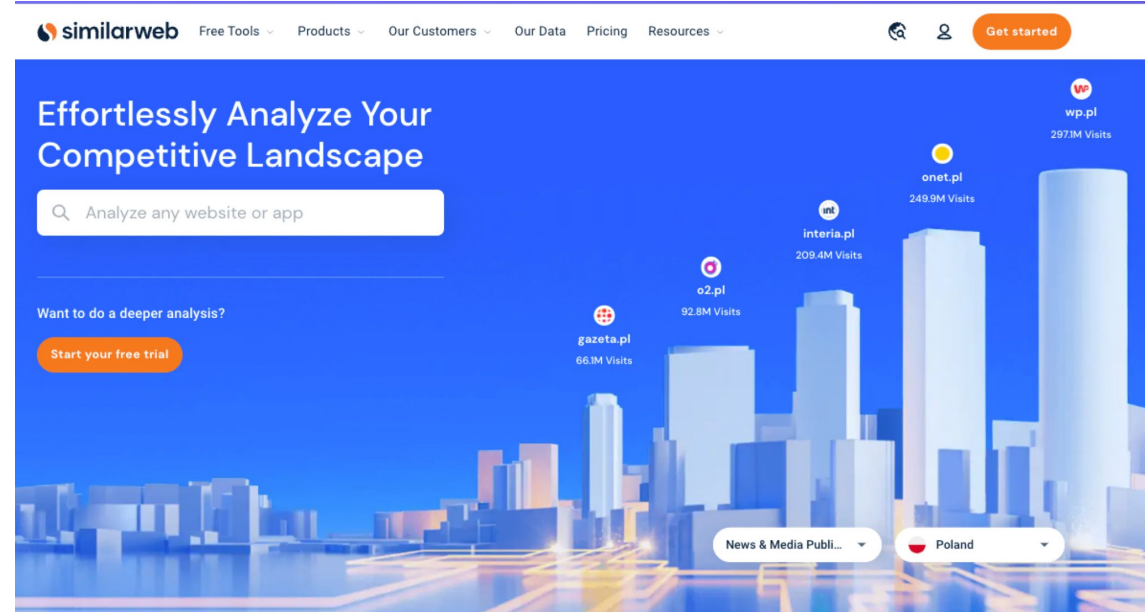 similarweb Free Tools Products Our Customers Our Data Pricing Resources Get started
Effortlessly Analyze Your
Competitive Landscape
Analyze any website or app
Want to do a deeper analysis?
Start your free trial
gazeta.pl
66.1M Visits
o2.pl
92.8M Visits
int
interia.pl
209.4M Visits
onet.pl
249.9M Visits
WP
wp.pl
297.1M Visits
News & Media Publi... Poland